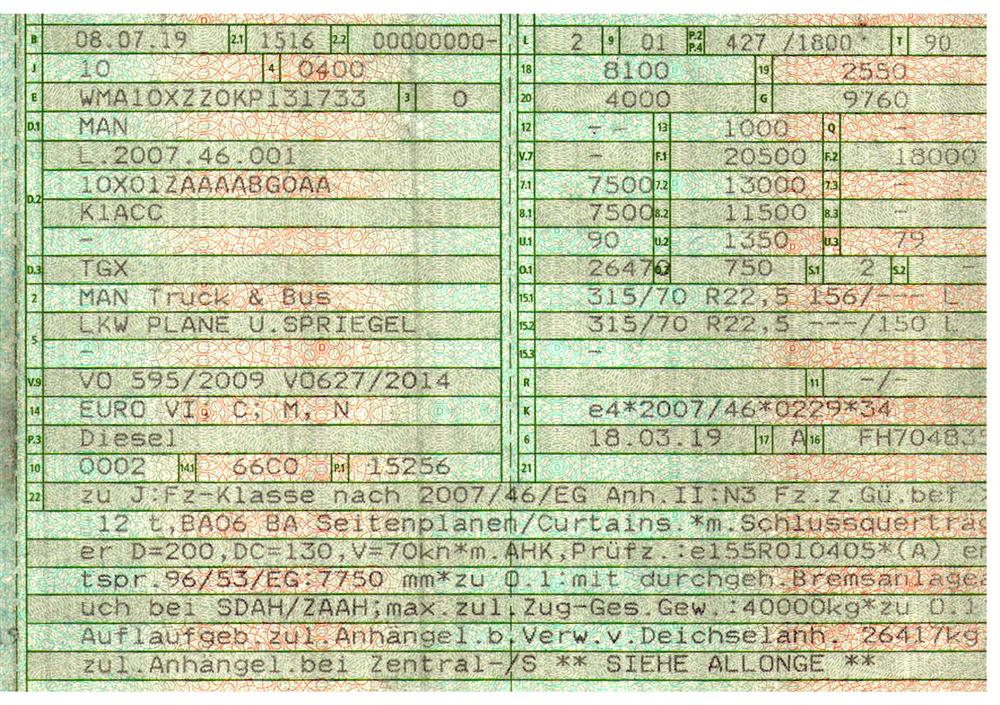 B 08.07.19 2.1 1516 2.2 00000000-
J 10 4 0400
E WMA10XZZ0KP131733 3 0
D.1 MAN
L.2007.46.001
D.2 10X01ZAAAABG0AA
K1ACC
-
D.3 TGX
2 MAN Truck & Bus
5 LKW PLANE U.SPRIEGEL
-
V.9 VO 595/2009 VO627/2014
14 EURO VI; C; M, N
P.3 Diesel
10 0002 14.1 66C0 P.1 15256
L 2 9 01 P.2 P.4 427 /1800 T 90
18 8100 19 2550
20 4000 G 9760
12 -- 13 1000 Q -
V.7 - F.1 20500 F.2 18000
7.1 7500 7.2 13000 7.3 -
8.1 7500 8.2 11500 8.3 -
U.1 90 U.2 1350 U.3 79
O.1 26470 O.2 750 S.1 2 S.2 -
15.1 315/70 R22,5 156/--- L
15.2 315/70 R22,5 ---/150 L
15.3 -
R 11 -/-
K e4*2007/46*0229*34
6 18.03.19 17 A 16 FH704835
21
22 zu J:Fz-Klasse nach 2007/46/EG Anh.II:N3 Fz.z.Gü.bef.>
12 t,BA06 BA Seitenplanen/Curtains.*m.Schlussquerträg
er D=200,DC=130,V=70kn*m.AHK,Prüfz.:e155R010405*(A) en
tspr.96/53/EG:7750 mm*zu O.1:mit durchgeh.Bremsanlagea
uch bei SDAH/ZAAH;max.zul.Zug-Ges.Gew.:40000kg*zu O.1
Auflaufgeb zul.Anhängel.b.Verw.v.Deichselanh. 26417kg
zul.Anhängel.bei Zentral-/S ** SIEHE ALLONGE **